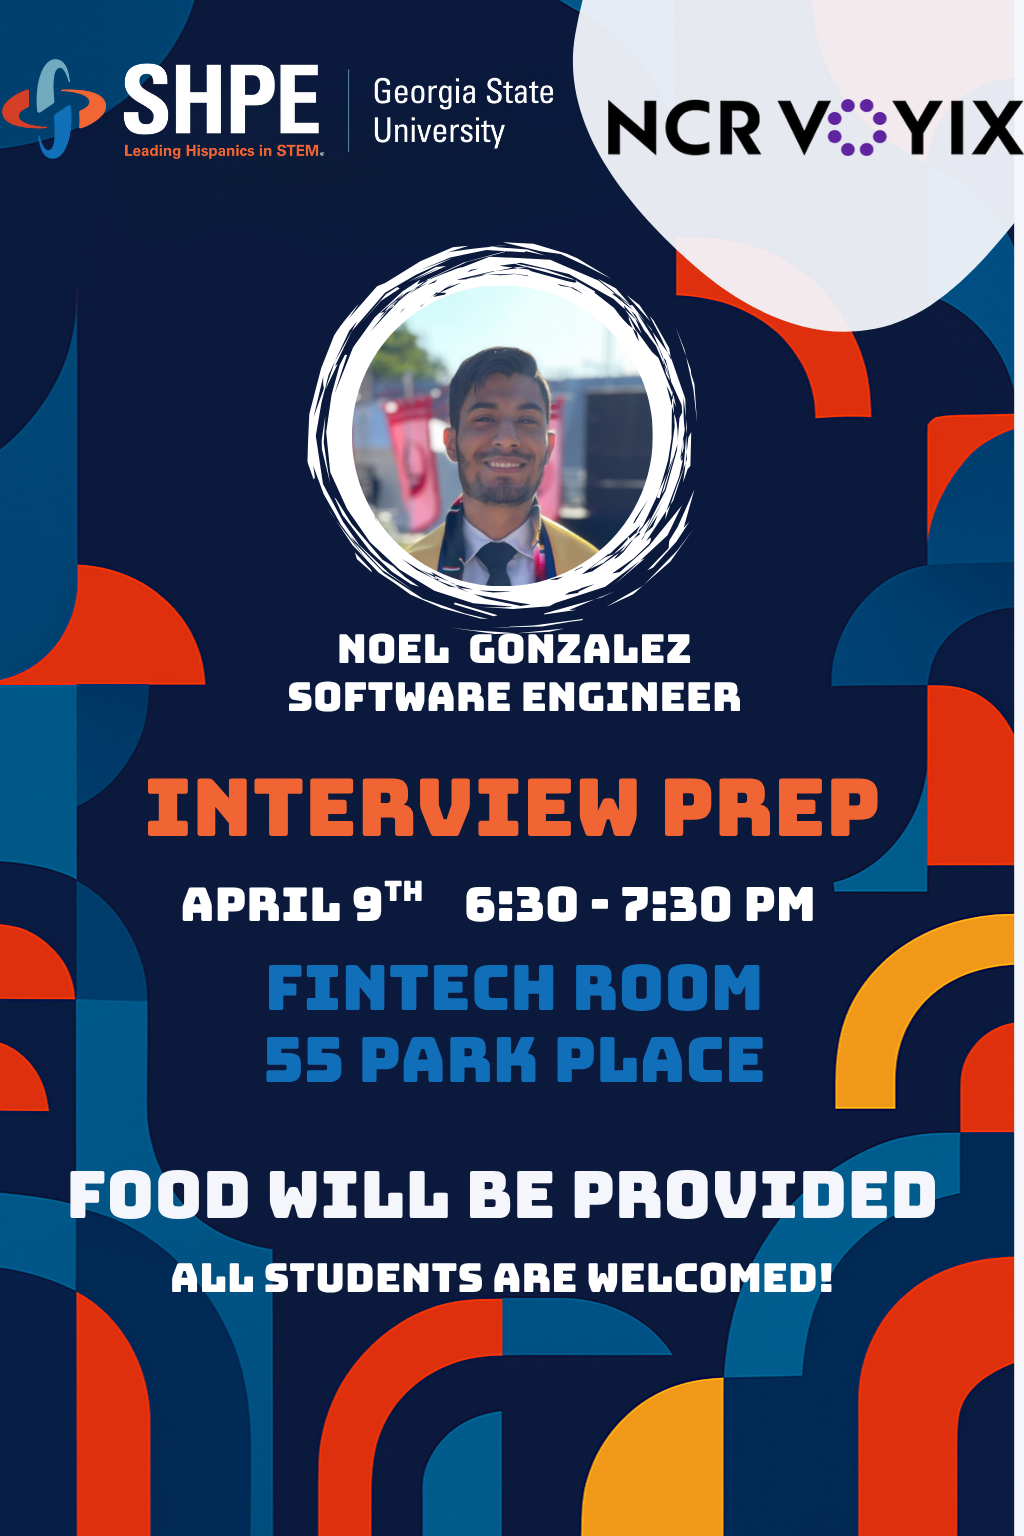 SHPE
Leading Hispanics in STEM.
Georgia State
University
NCR VOYIX
NOEL GONZALEZ
SOFTWARE ENGINEER
INTERVIEW PREP
APRIL 9TH 6:30 - 7:30 PM
FINTECH ROOM
55 PARK PLACE
FOOD WILL BE PROVIDED
ALL STUDENTS ARE WELCOMED!